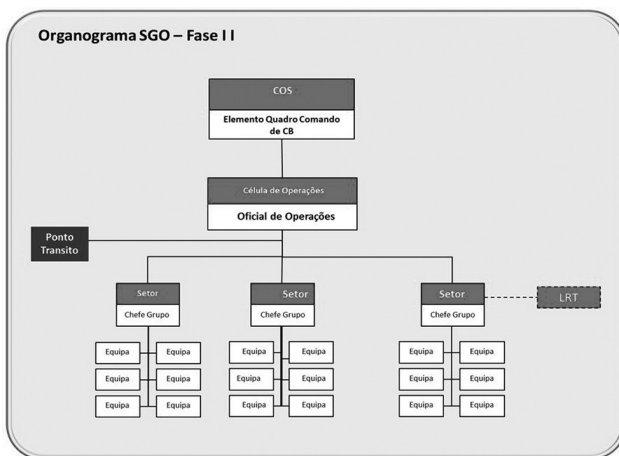 Organograma SGO – Fase I I
COS
Elemento Quadro Comando
de CB
Célula de Operações
Oficial de Operações
Ponto
Transito
Setor
Chefe Grupo
Setor
Chefe Grupo
Setor
Chefe Grupo
LRT
Equipa Equipa
Equipa Equipa
Equipa Equipa
Equipa Equipa
Equipa Equipa
Equipa Equipa
Equipa Equipa
Equipa Equipa
Equipa Equipa